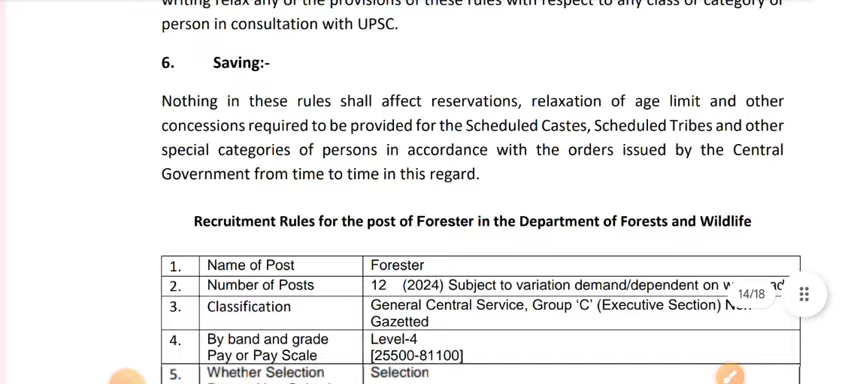 person in consultation with UPSC.
6. Saving:-
Nothing in these rules shall affect reservations, relaxation of age limit and other
concessions required to be provided for the Scheduled Castes, Scheduled Tribes and other
special categories of persons in accordance with the orders issued by the Central
Government from time to time in this regard.
Recruitment Rules for the post of Forester in the Department of Forests and Wildlife
1. Name of Post Forester
2. Number of Posts 12 (2024) Subject to variation demand/dependent on
14/18
3. Classification General Central Service, Group ‘C’ (Executive Section)
Gazetted
4. By band and grade Level-4
Pay or Pay Scale [25500-81100]
5. Whether Selection Selection